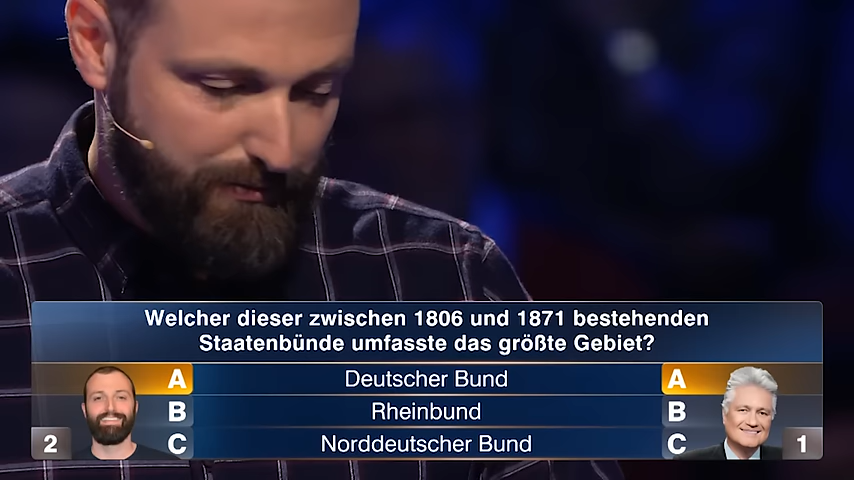 Welcher dieser zwischen 1806 und 1871 bestehenden
Staatenbünde umfasste das größte Gebiet?
A Deutscher Bund A
B Rheinbund B
2 C Norddeutscher Bund C 1